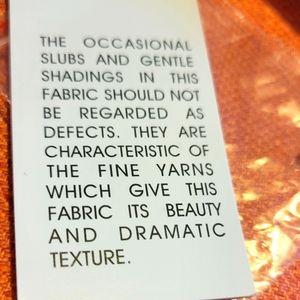 THE OCCASIONAL
SLUBS AND GENTLE
SHADINGS IN THIS
FABRIC SHOULD NOT
BE REGARDED AS
DEFECTS. THEY ARE
CHARACTERISTIC OF
THE FINE YARNS
WHICH GIVE THIS
FABRIC ITS BEAUTY
AND DRAMATIC
TEXTURE.